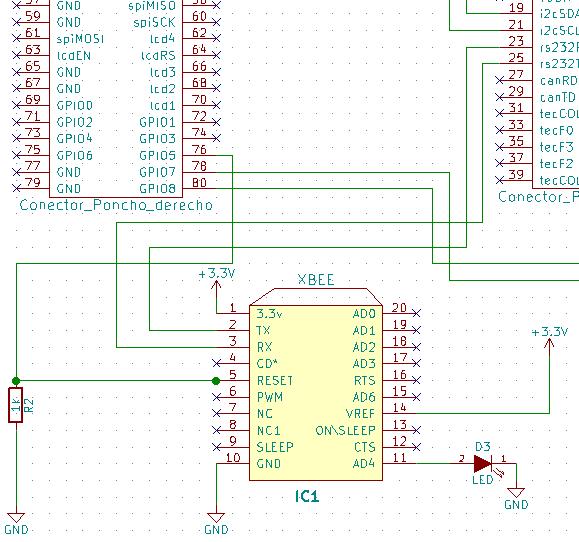 57 GND spiMISO 58
59 GND spiSCK 60
61 spiMOSI lcd4 62
63 lcdEN lcdRS 64
65 GND lcd3 66
67 GND lcd2 68
69 GPIO0 lcd1 70
71 GPIO2 GPIO1 72
73 GPIO4 GPIO3 74
75 GPIO6 GPIO5 76
77 GND GPIO7 78
79 GND GPIO8 80
Conector_Poncho_derecho
19 i2cSDA
21 i2cSCL
23 rs232R
25 rs232T
27 canRD
29 canTD
31 tecCOL
33 tecF0
35 tecF3
37 tecF2
39 tecCOL
Conector_P
+3.3V
XBEE
1 3.3v AD0 20
2 TX AD1 19
3 RX AD2 18
4 CD* AD3 17
5 RESET RTS 16
6 PWM AD6 15
7 NC VREF 14
8 NC1 ON\SLEEP 13
9 SLEEP CTS 12
10 GND AD4 11
IC1
+3.3V
1k R2
D3
2 1
LED
GND
GND
GND